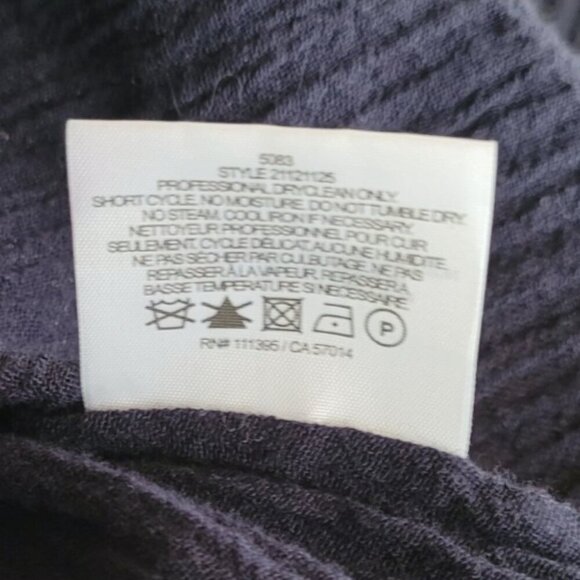 5083
STYLE 21121125
PROFESSIONAL DRYCLEAN ONLY
SHORT CYCLE. NO MOISTURE. DO NOT TUMBLE DRY.
NO STEAM. COOL IRON IF NECESSARY.
NETTOYEUR PROFESSIONNEL POUR CUIR
SEULEMENT. CYCLE DÉLICAT, AUCUNE HUMIDITÉ.
NE PAS SÉCHER PAR CULBUTAGE. NE PAS
REPASSER À LA VAPEUR. REPASSER À
BASSE TEMPERATURE SI NECESSAIRE
P
RN# 111395 / CA 57014